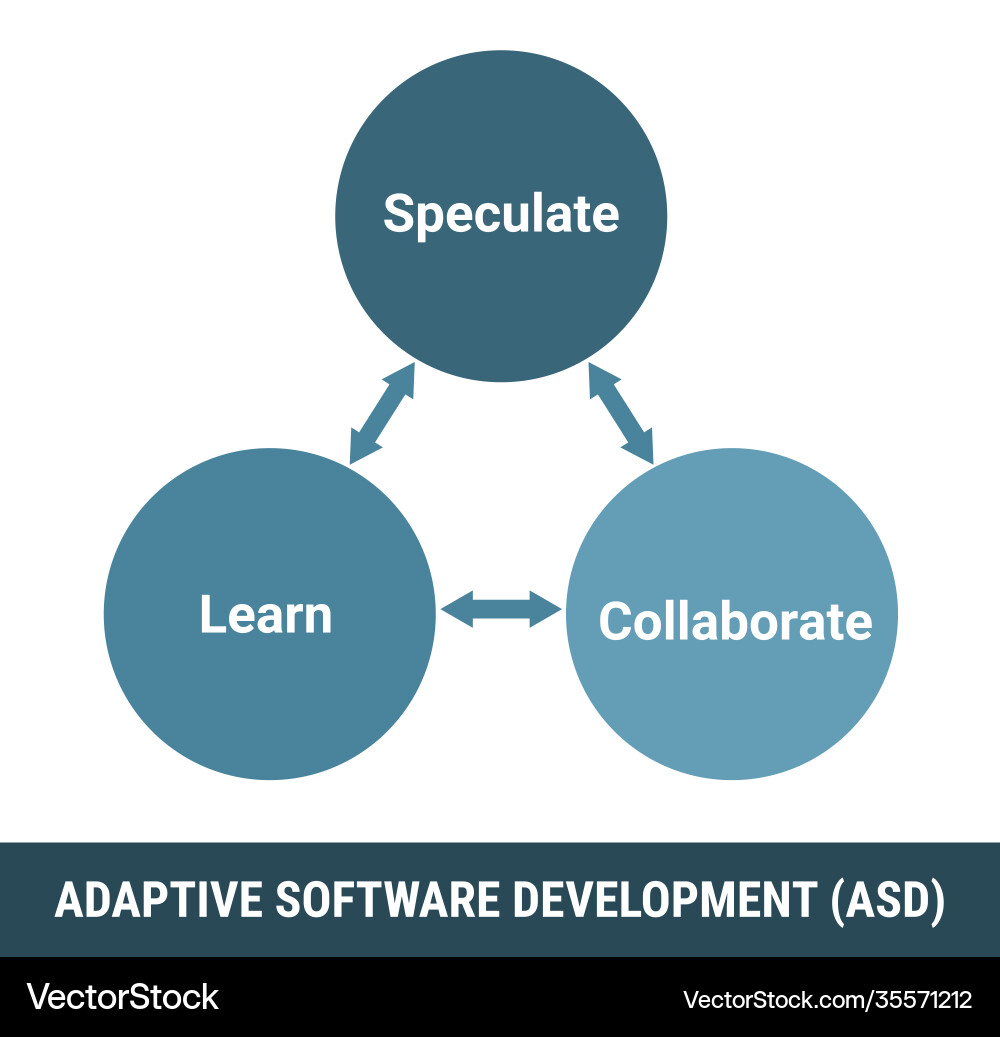 Speculate
Learn
Collaborate
ADAPTIVE SOFTWARE DEVELOPMENT (ASD)
VectorStock
VectorStock.com/35571212